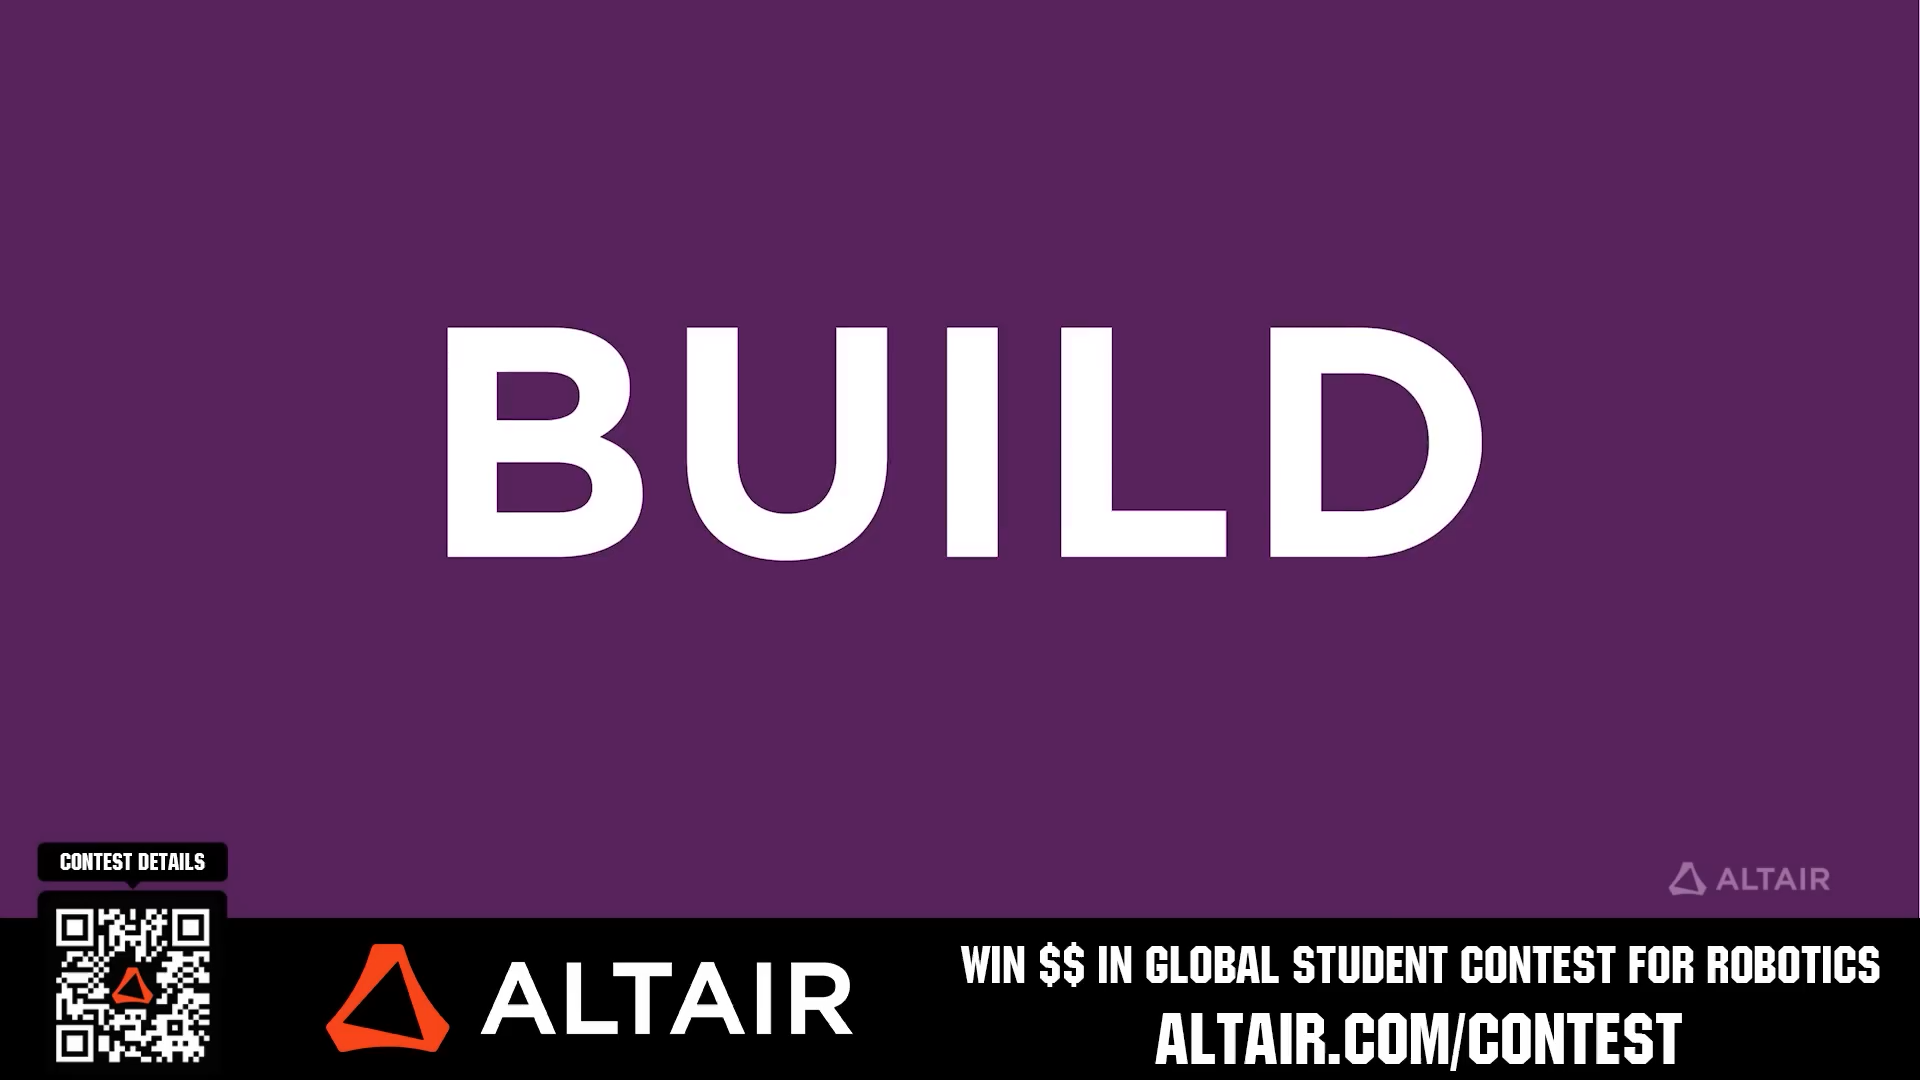 BUILD
CONTEST DETAILS
ALTAIR
ALTAIR
WIN $$ IN GLOBAL STUDENT CONTEST FOR ROBOTICS
ALTAIR.COM/CONTEST